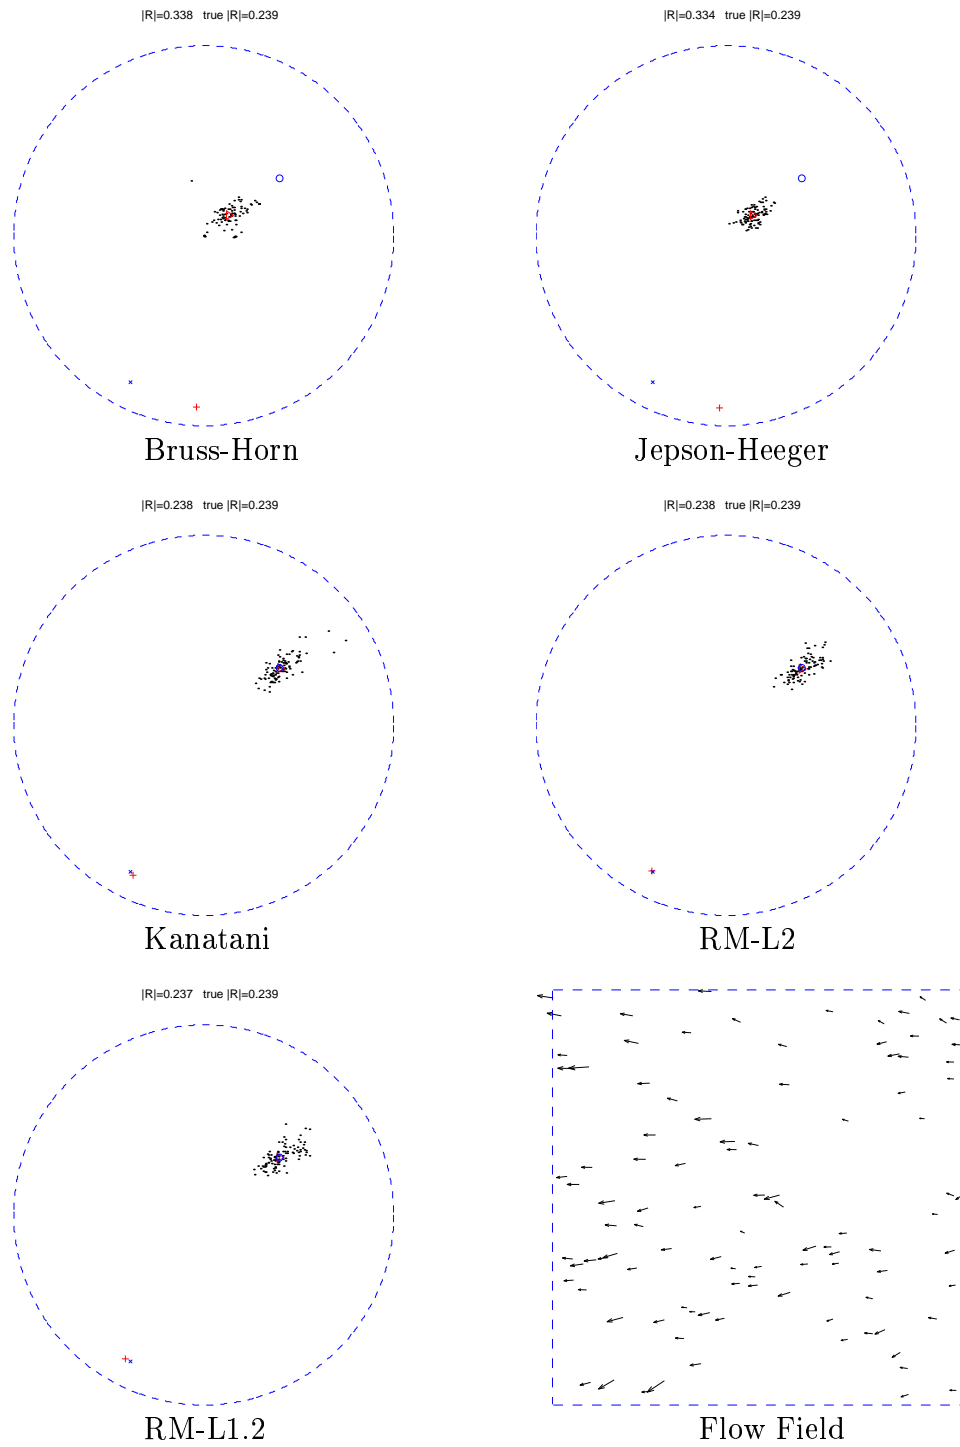 |R|=0.338 true |R|=0.239
|R|=0.334 true |R|=0.239
Bruss-Horn
Jepson-Heeger
|R|=0.238 true |R|=0.239
|R|=0.238 true |R|=0.239
Kanatani
RM-L2
|R|=0.237 true |R|=0.239
RM-L1.2
Flow Field